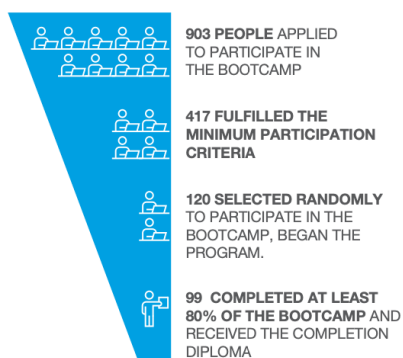 903 PEOPLE APPLIED
TO PARTICIPATE IN
THE BOOTCAMP
417 FULFILLED THE
MINIMUM PARTICIPATION
CRITERIA
120 SELECTED RANDOMLY
TO PARTICIPATE IN THE
BOOTCAMP, BEGAN THE
PROGRAM.
99 COMPLETED AT LEAST
80% OF THE BOOTCAMP AND
RECEIVED THE COMPLETION
DIPLOMA